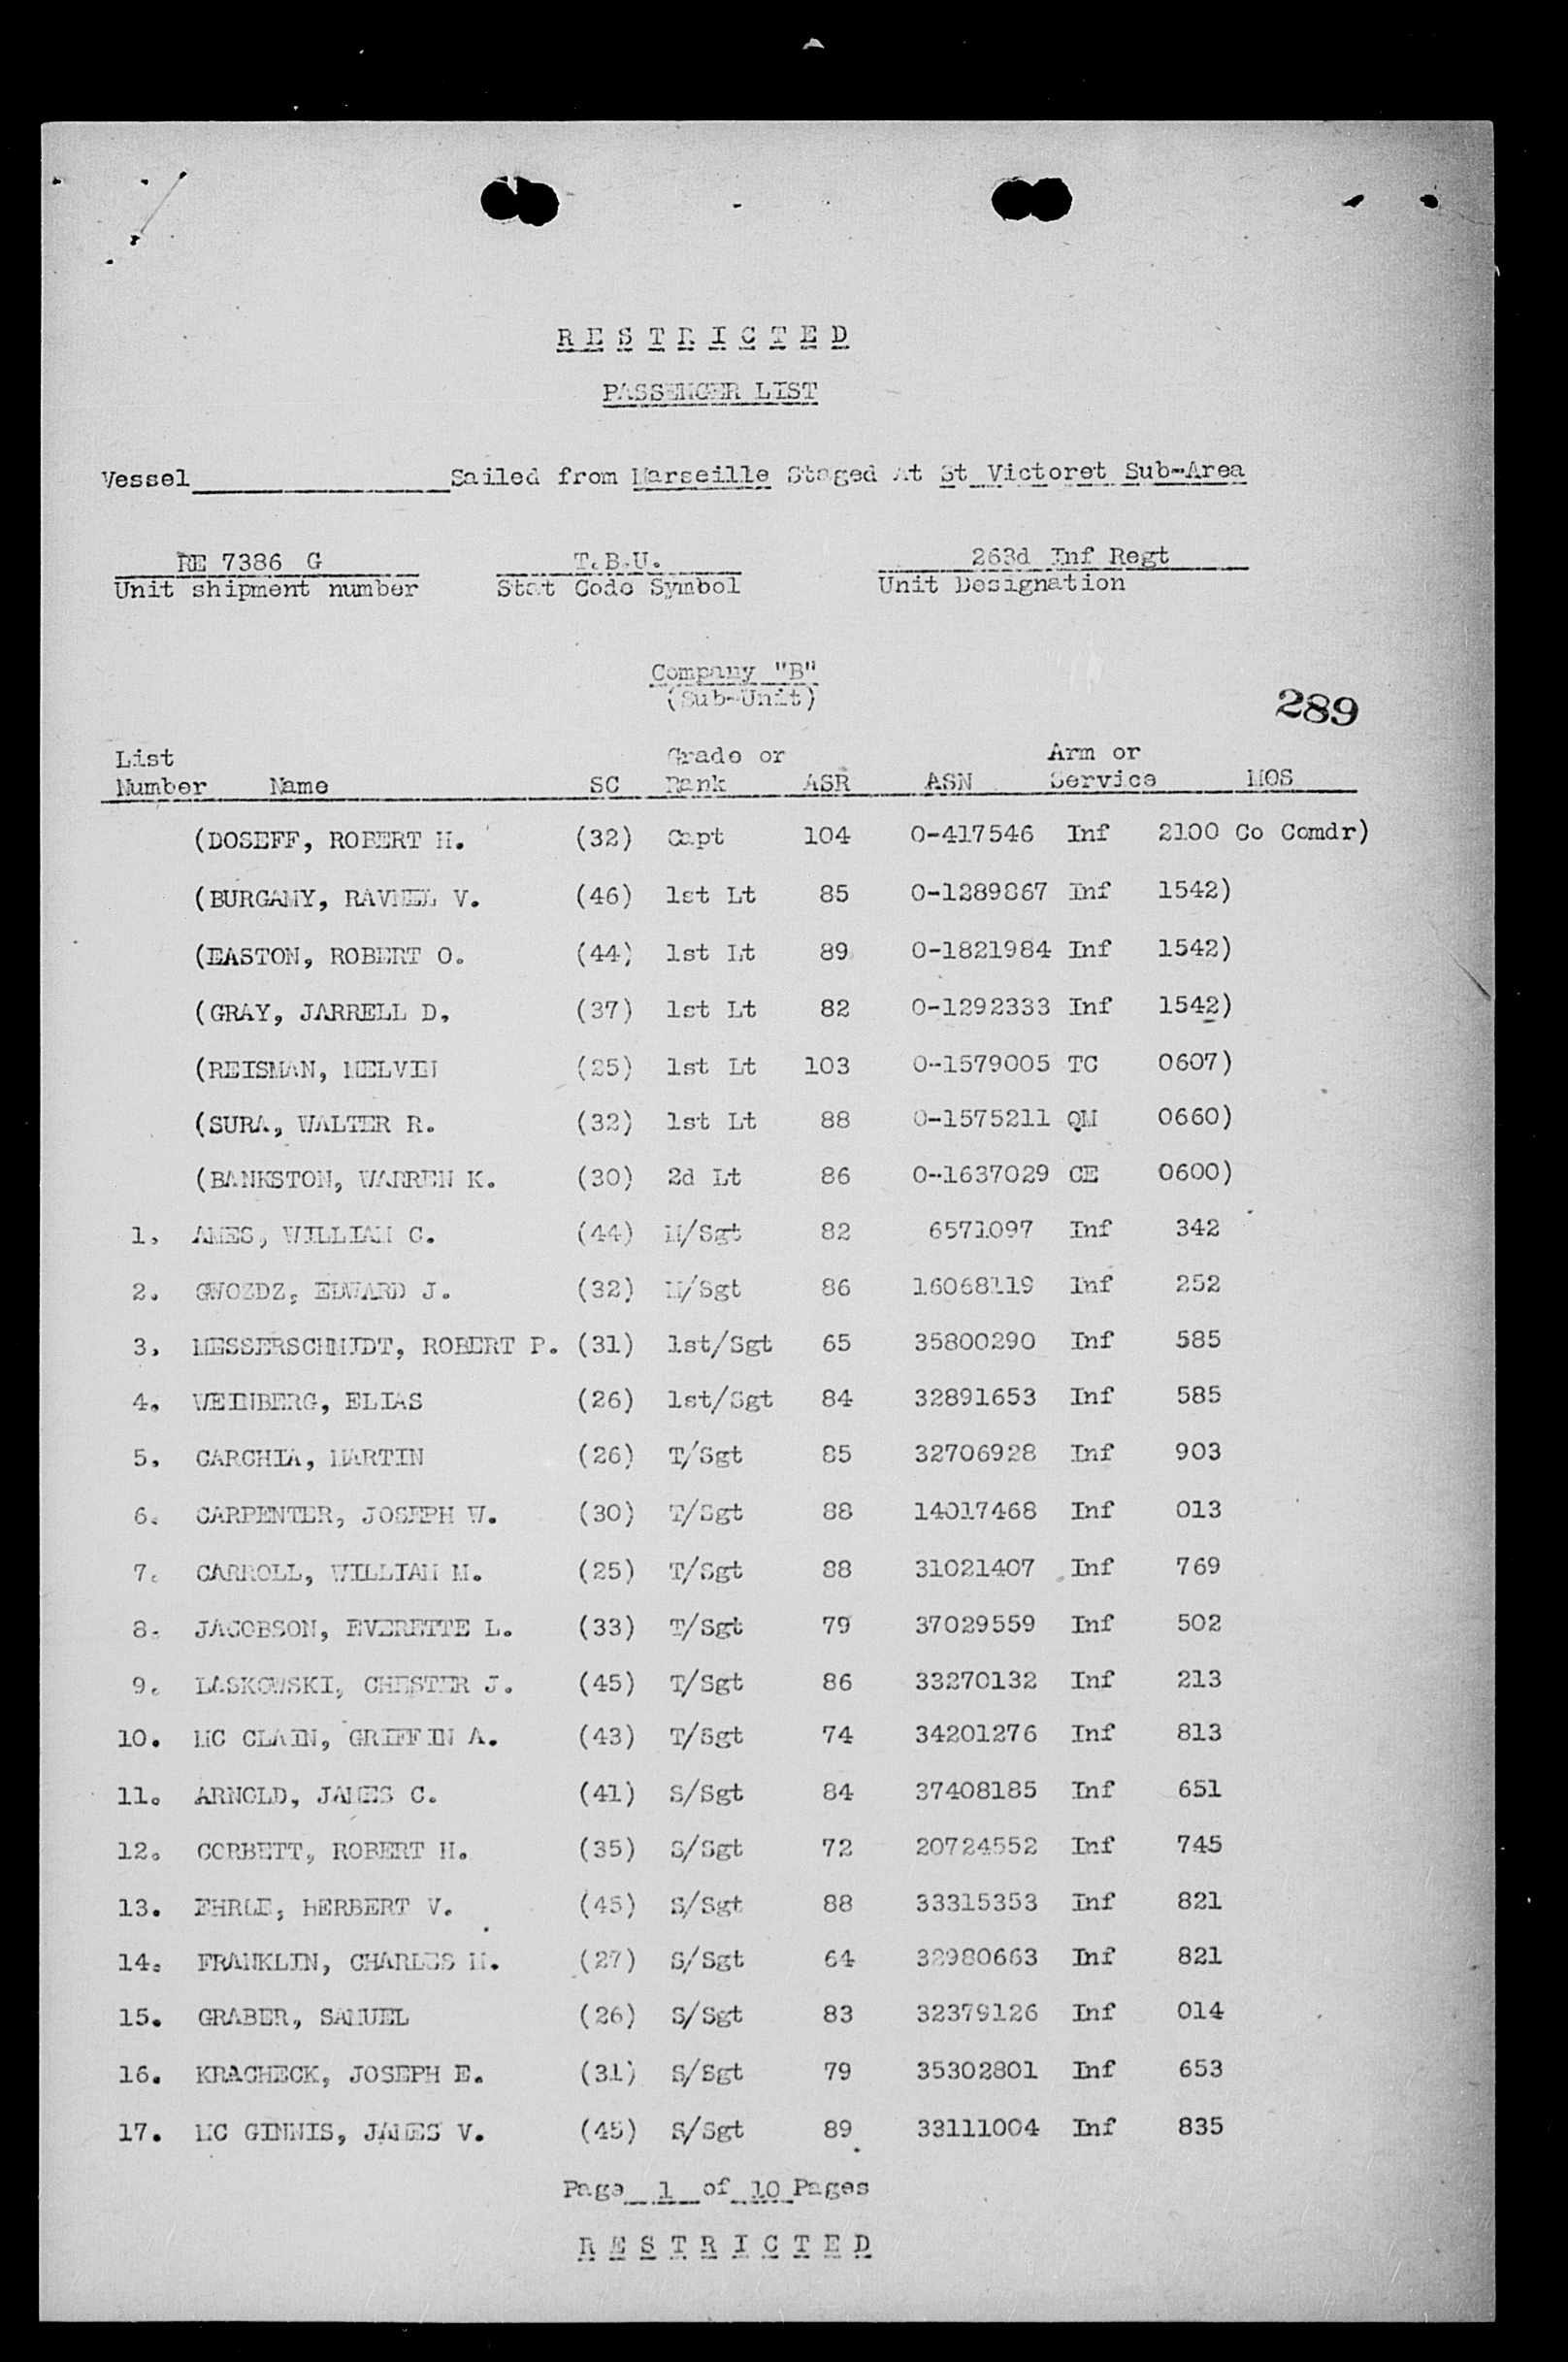 R E S T R I C T E D
PASSENGER LIST
Vessel_________________Sailed from Marseille Staged At St Victoret Sub-Area
RE 7386 G T.B.U. 263d Inf Regt
Unit shipment number Stat Code Symbol Unit Designation
Company "B"
(Sub-Unit)
289
List Grade or Arm or
Number Name SC Rank ASR ASN Service MOS
(DOSEFF, ROBERT H. (32) Capt 104 O-417546 Inf 2100 Co Comdr)
(BURGAMY, RAVNEL V. (46) 1st Lt 85 O-1289867 Inf 1542)
(EASTON, ROBERT O. (44) 1st Lt 89 O-1821984 Inf 1542)
(GRAY, JARRELL D. (37) 1st Lt 82 O-1292333 Inf 1542)
(REISMAN, MELVIN (25) 1st Lt 103 O-1579005 TC 0607)
(SURA, WALTER R. (32) 1st Lt 88 O-1575211 QM 0660)
(BANKSTON, WARREN K. (30) 2d Lt 86 O-1637029 CE 0600)
1. AMES, WILLIAM C. (44) M/Sgt 82 6571097 Inf 342
2. GWOZDZ, EDWARD J. (32) M/Sgt 86 16068119 Inf 252
3. MESSERSCHMIDT, ROBERT P. (31) 1st/Sgt 65 35800290 Inf 585
4. WEINBERG, ELIAS (26) 1st/Sgt 84 32891653 Inf 585
5. CARCHIA, MARTIN (26) T/Sgt 85 32706928 Inf 903
6. CARPENTER, JOSEPH W. (30) T/Sgt 88 14017468 Inf 013
7. CARROLL, WILLIAM M. (25) T/Sgt 88 31021407 Inf 769
8. JACOBSON, EVERETTE L. (33) T/Sgt 79 37029559 Inf 502
9. LASKOWSKI, CHESTER J. (45) T/Sgt 86 33270132 Inf 213
10. MC CLAIN, GRIFFIN A. (43) T/Sgt 74 34201276 Inf 813
11. ARNOLD, JAMES C. (41) S/Sgt 84 37408185 Inf 651
12. CORBETT, ROBERT H. (35) S/Sgt 72 20724552 Inf 745
13. EHRLE, HERBERT V. (45) S/Sgt 88 33315353 Inf 821
14. FRANKLIN, CHARLES H. (27) S/Sgt 64 32980663 Inf 821
15. GRABER, SAMUEL (26) S/Sgt 83 32379126 Inf 014
16. KRACHECK, JOSEPH E. (31) S/Sgt 79 35302801 Inf 653
17. MC GINNIS, JAMES V. (45) S/Sgt 89 33111004 Inf 835
Page 1 of 10 Pages
R E S T R I C T E D